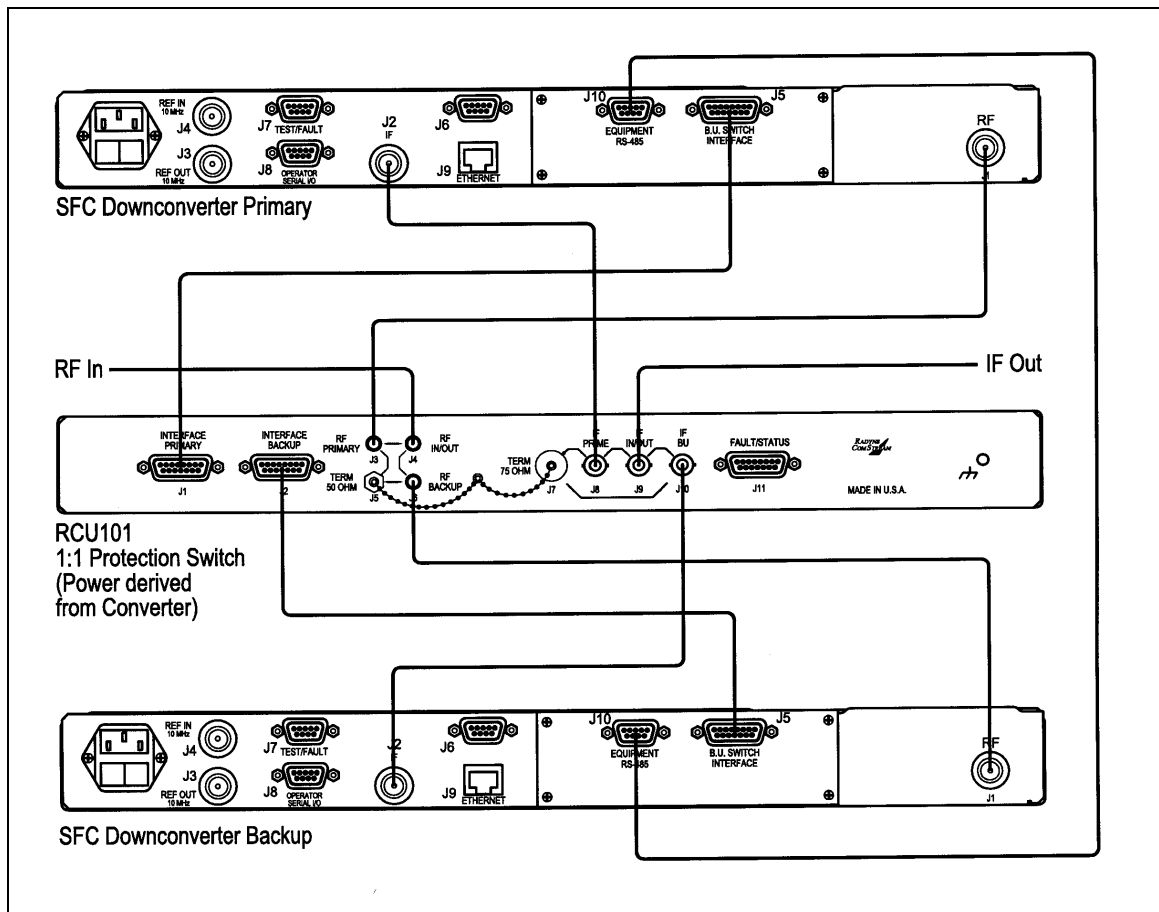 REF IN
10 MHz
J4
J3
REF OUT
10 MHz
J7
TEST/FAULT
J8
OPERATOR
SERIAL I/O
J2
IF
J6
J9
ETHERNET
J10
EQUIPMENT
RS-485
J5
B.U. SWITCH
INTERFACE
RF
J1
SFC Downconverter Primary
RF In
IF Out
INTERFACE
PRIMARY
J1
INTERFACE
BACKUP
J2
RF
PRIMARY
J3
J4
RF
IN/OUT
TERM
50 OHM
J5
J6
RF
BACKUP
TERM
75 OHM
J7
IF
PRIME
J8
IF
IN/OUT
J9
IF
BU
J10
FAULT/STATUS
J11
RADYNE
COMSTREAM
MADE IN U.S.A.
RCU101
1:1 Protection Switch
(Power derived
from Converter)
REF IN
10 MHz
J4
J3
REF OUT
10 MHz
J7
TEST/FAULT
J8
OPERATOR
SERIAL I/O
J2
IF
J6
J9
ETHERNET
J10
EQUIPMENT
RS-485
J5
B.U. SWITCH
INTERFACE
RF
J1
SFC Downconverter Backup